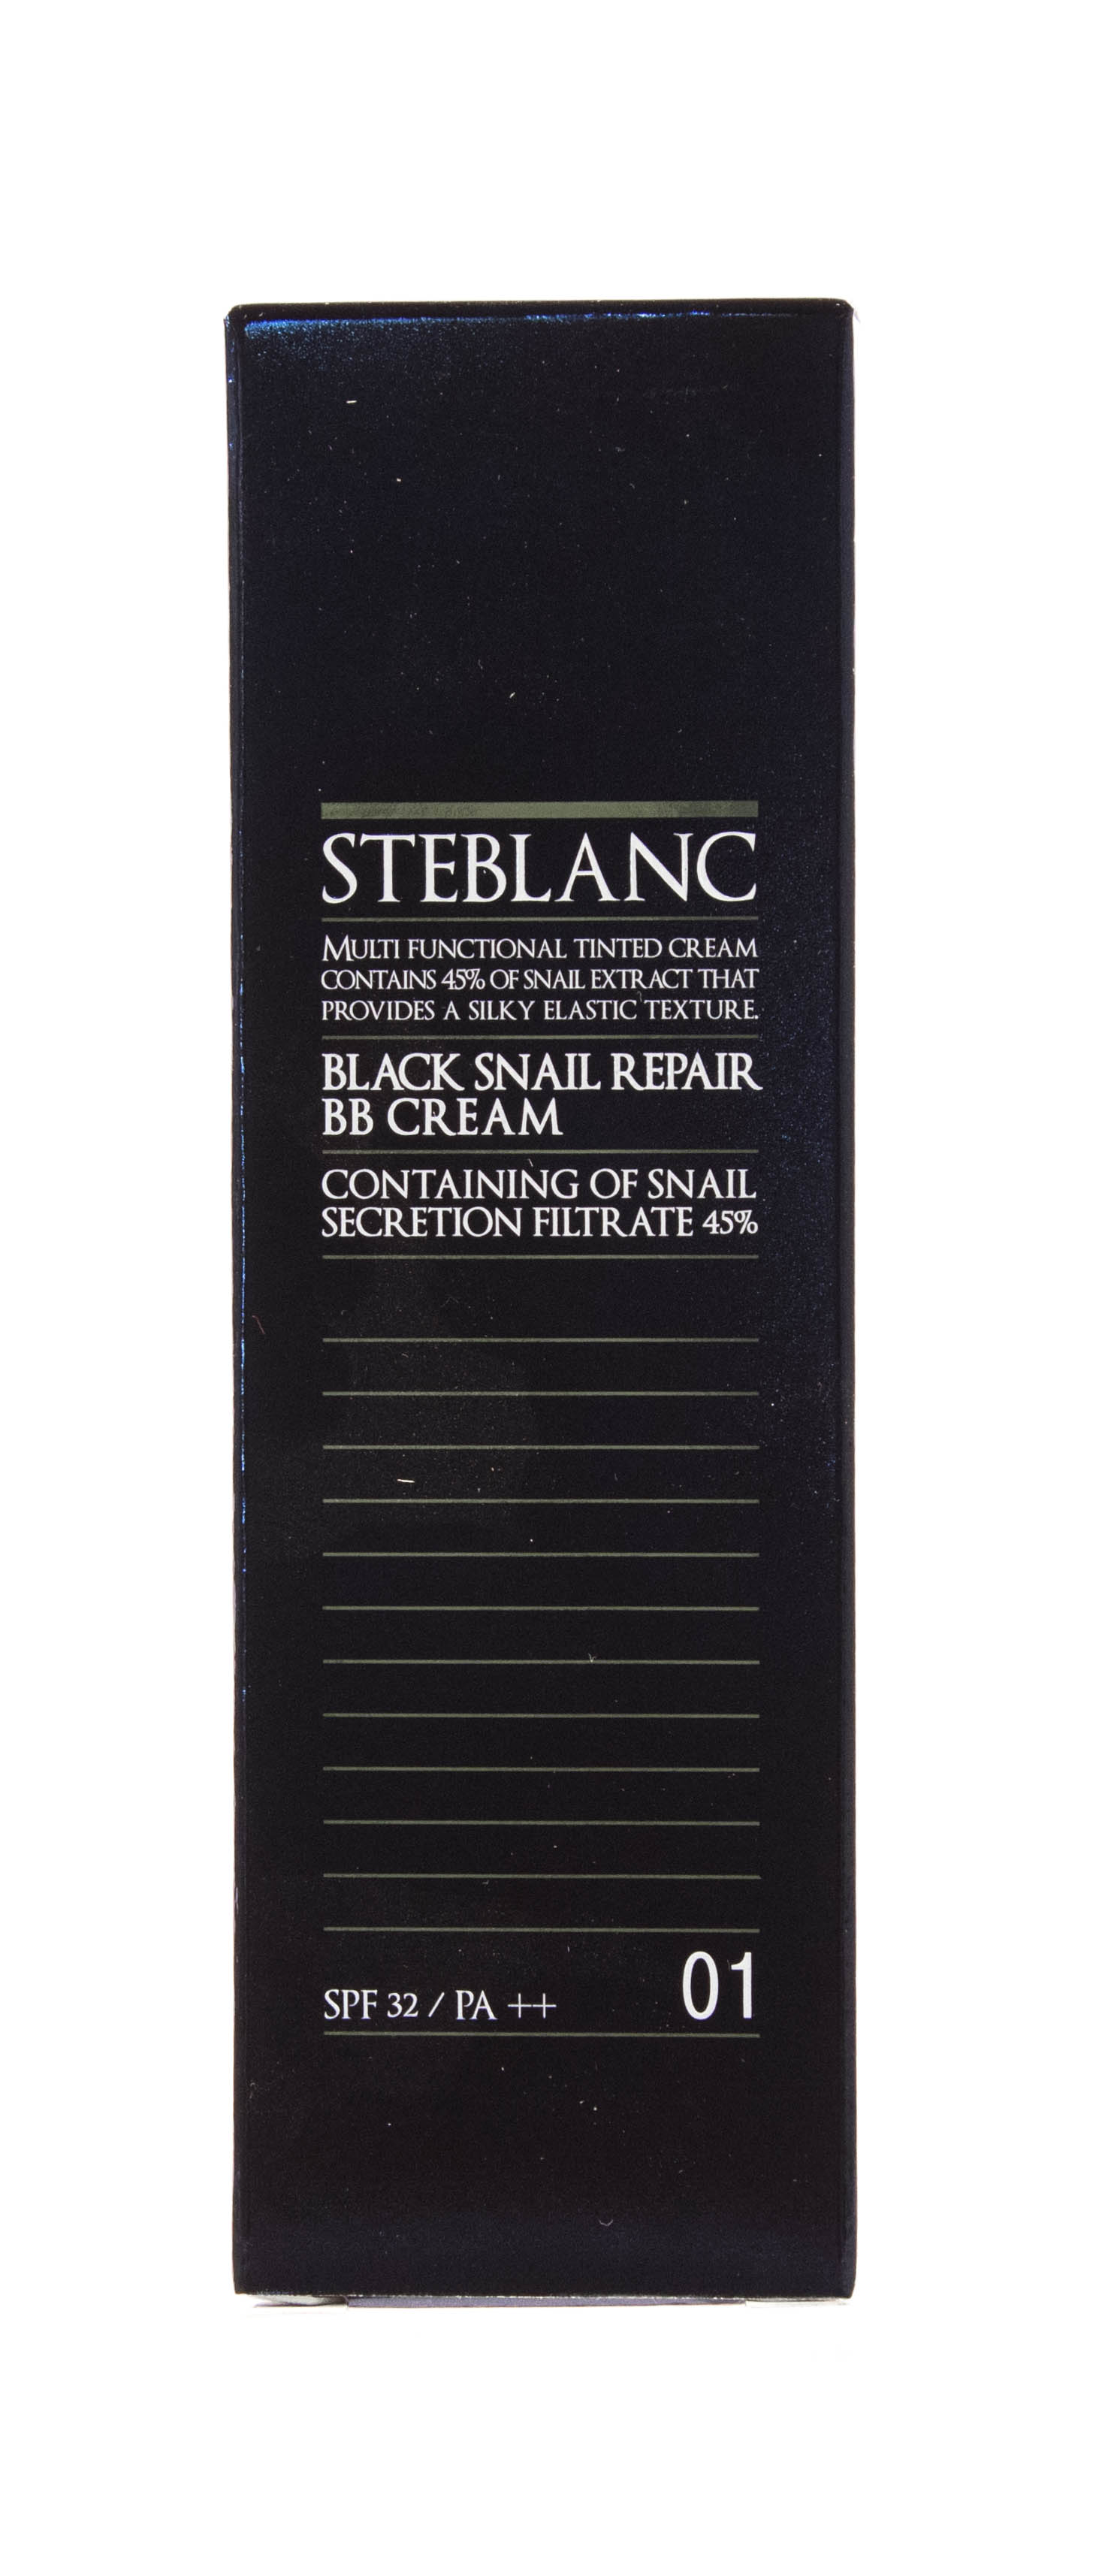 STEBLANC
MULTI FUNCTIONAL TINTED CREAM
CONTAINS 45% OF SNAIL EXTRACT THAT
PROVIDES A SILKY ELASTIC TEXTURE.
BLACK SNAIL REPAIR
BB CREAM
CONTAINING OF SNAIL
SECRETION FILTRATE 45%
SPF 32 / PA ++ 01